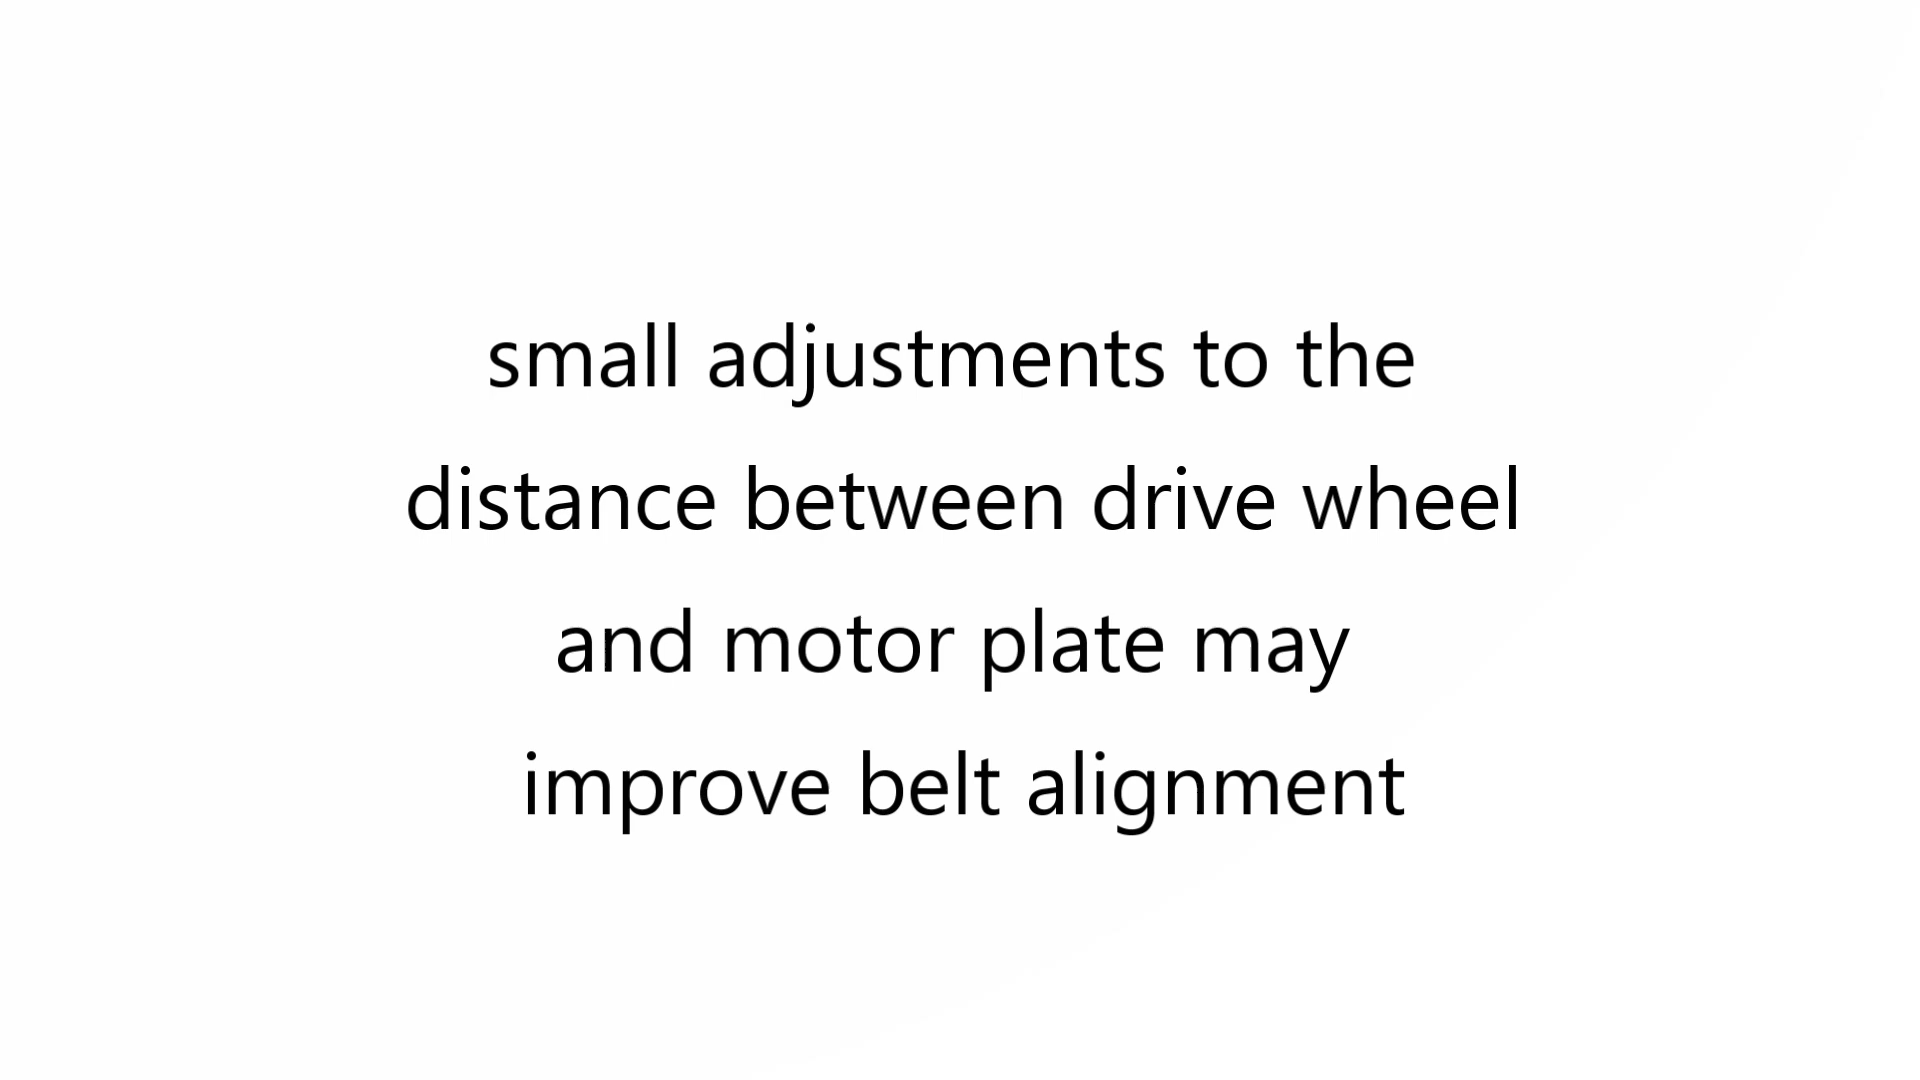 small adjustments to the
distance between drive wheel
and motor plate may
improve belt alignment